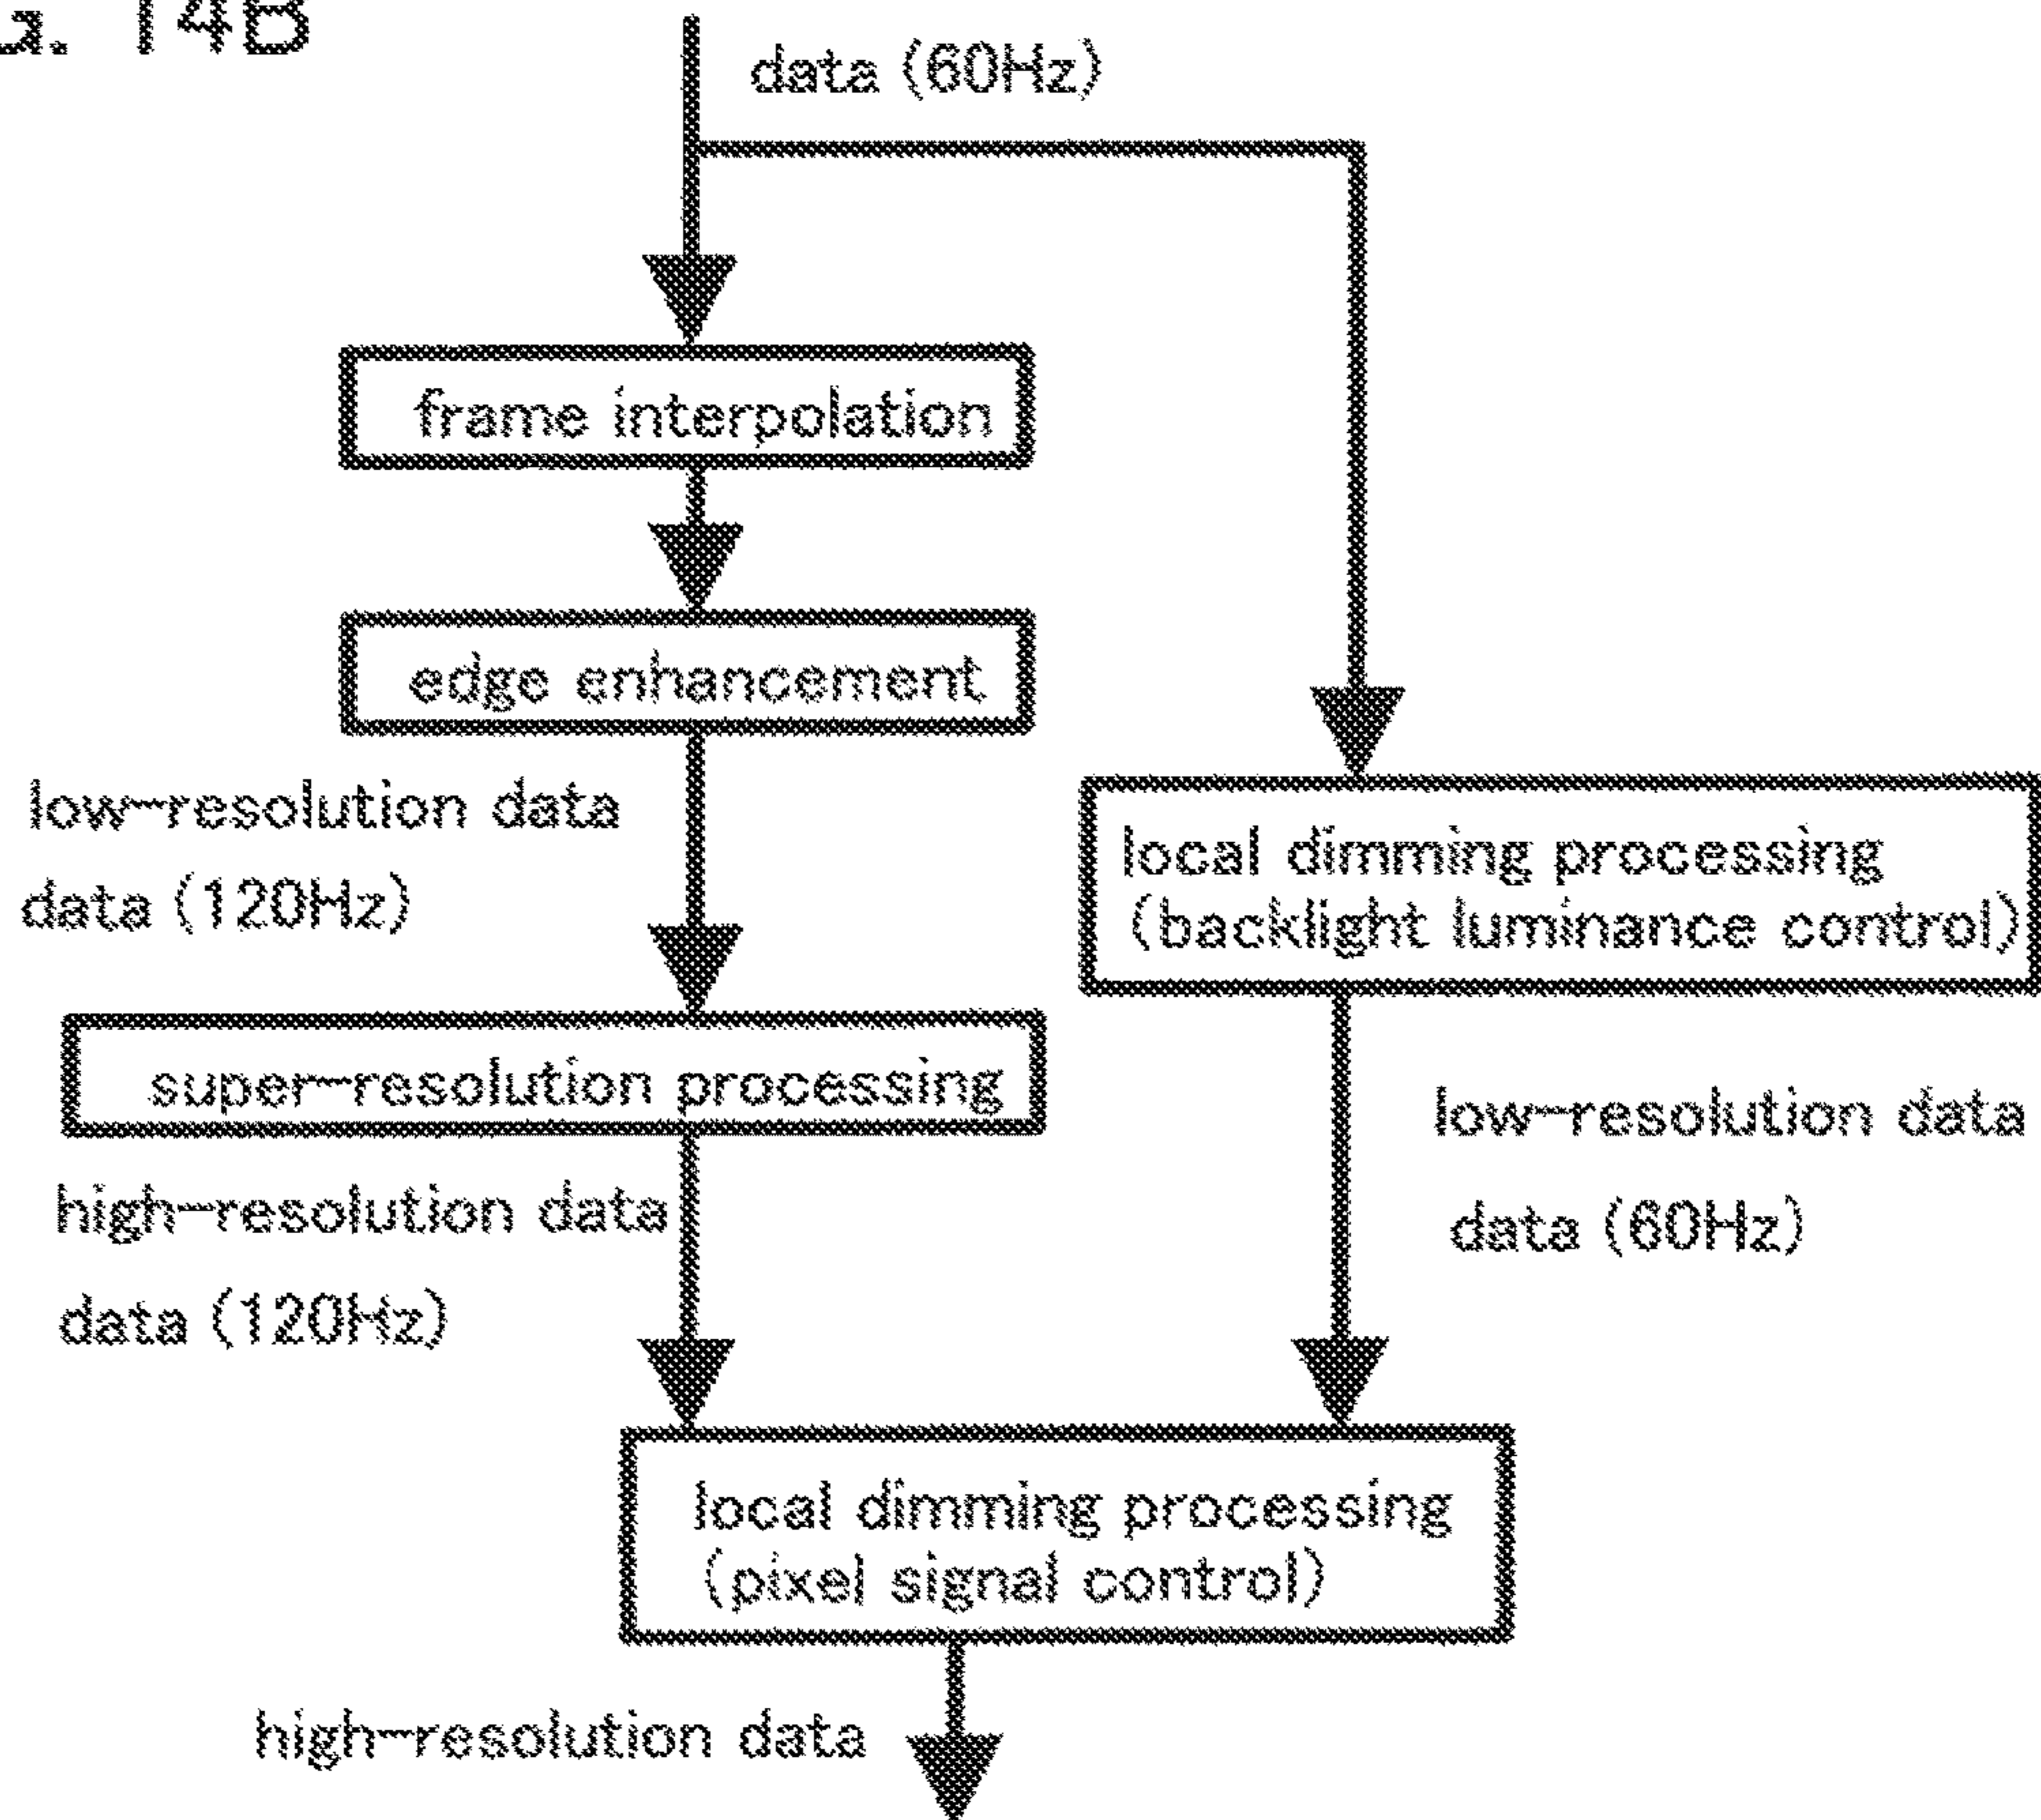 14B
data (60Hz)
frame interpolation
edge enhancement
low-resolution data
data (120Hz)
local dimming processing
(backlight luminance control)
super-resolution processing
low-resolution data
data (60Hz)
high-resolution data
data (120Hz)
local dimming processing
(pixel signal control)
high-resolution data